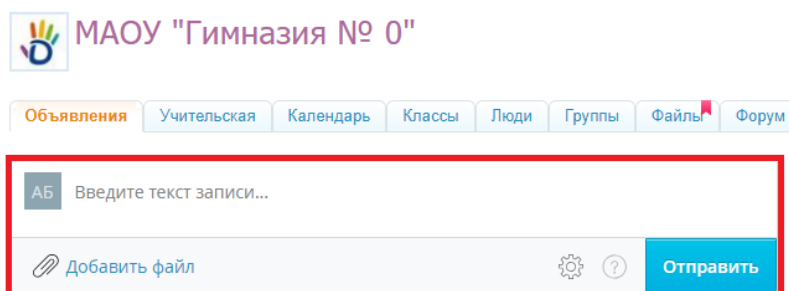 МАОУ "Гимназия № 0"
Объявления Учительская Календарь Классы Люди Группы Файлы Форум
АБ Введите текст записи...
Добавить файл ? Отправить